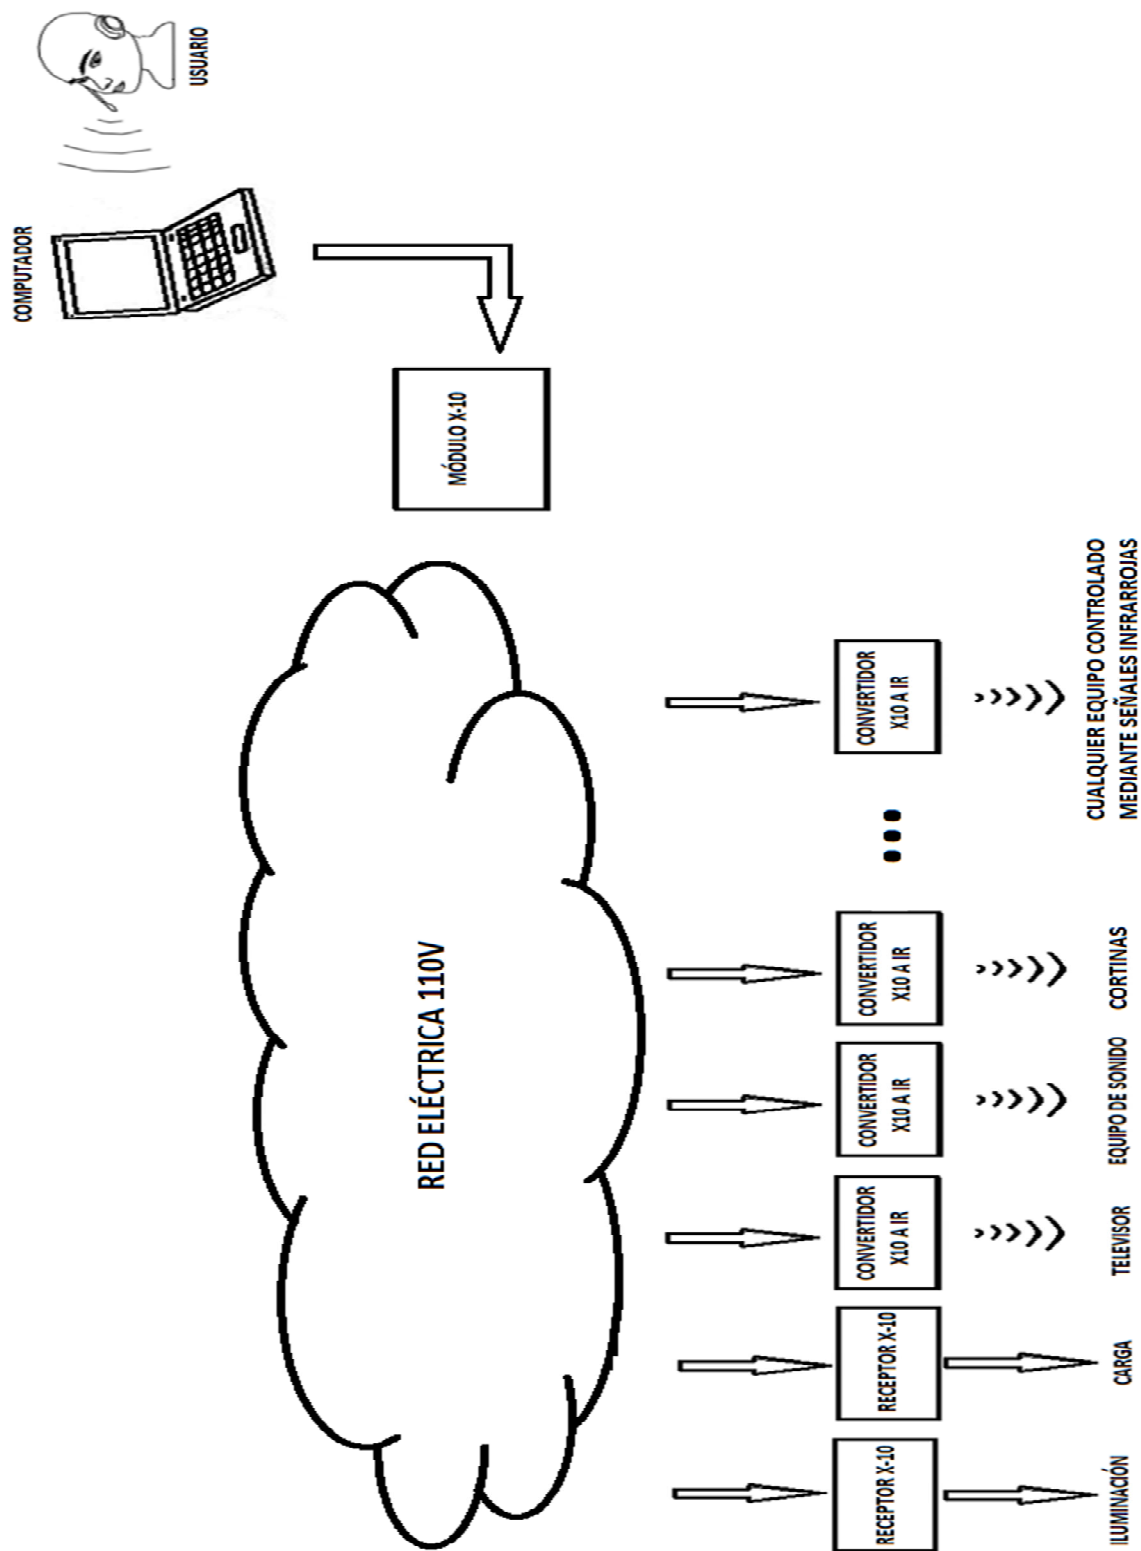 COMPUTADOR
USUARIO
RED ELÉCTRICA 110V
MÓDULO X-10
RECEPTOR X-10
RECEPTOR X-10
CONVERTIDOR
X10 A IR
CONVERTIDOR
X10 A IR
CONVERTIDOR
X10 A IR
CONVERTIDOR
X10 A IR
ILUMINACIÓN
CARGA
TELEVISOR
EQUIPO DE SONIDO
CORTINAS
CUALQUIER EQUIPO CONTROLADO
MEDIANTE SEÑALES INFRARROJAS